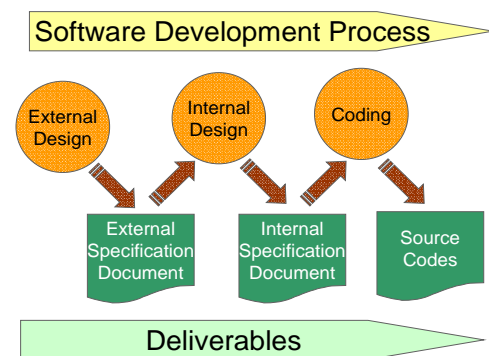 Software Development Process
External
Design
Internal
Design
Coding
External
Specification
Document
Internal
Specification
Document
Source
Codes
Deliverables